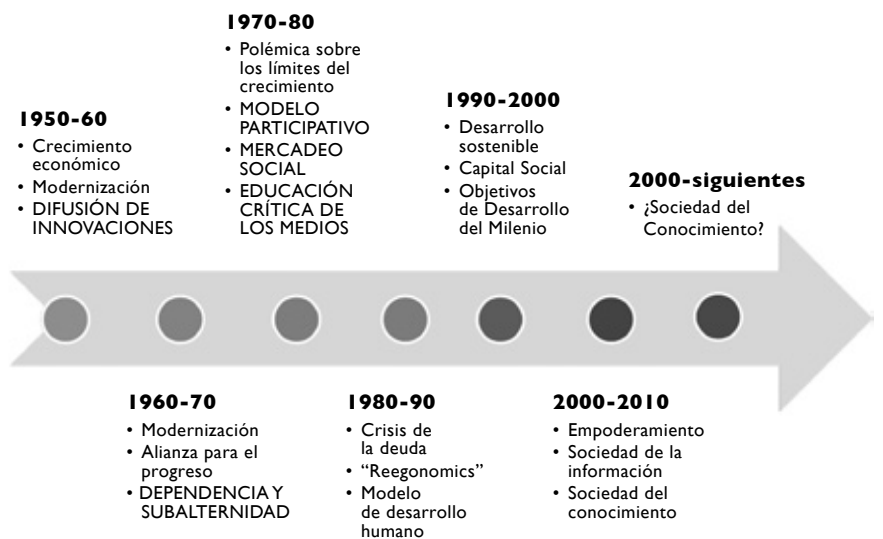 1950-60
• Crecimiento
económico
• Modernización
• DIFUSIÓN DE
INNOVACIONES
1960-70
• Modernización
• Alianza para el
progreso
• DEPENDENCIA Y
SUBALTERNIDAD
1970-80
• Polémica sobre
los límites del
crecimiento
• MODELO
PARTICIPATIVO
• MERCADEO
SOCIAL
• EDUCACIÓN
CRÍTICA DE
LOS MEDIOS
1980-90
• Crisis de
la deuda
• “Reegonomics”
• Modelo
de desarrollo
humano
1990-2000
• Desarrollo
sostenible
• Capital Social
• Objetivos
de Desarrollo
del Milenio
2000-2010
• Empoderamiento
• Sociedad de la
información
• Sociedad del
conocimiento
2000-siguientes
• ¿Sociedad del
Conocimiento?